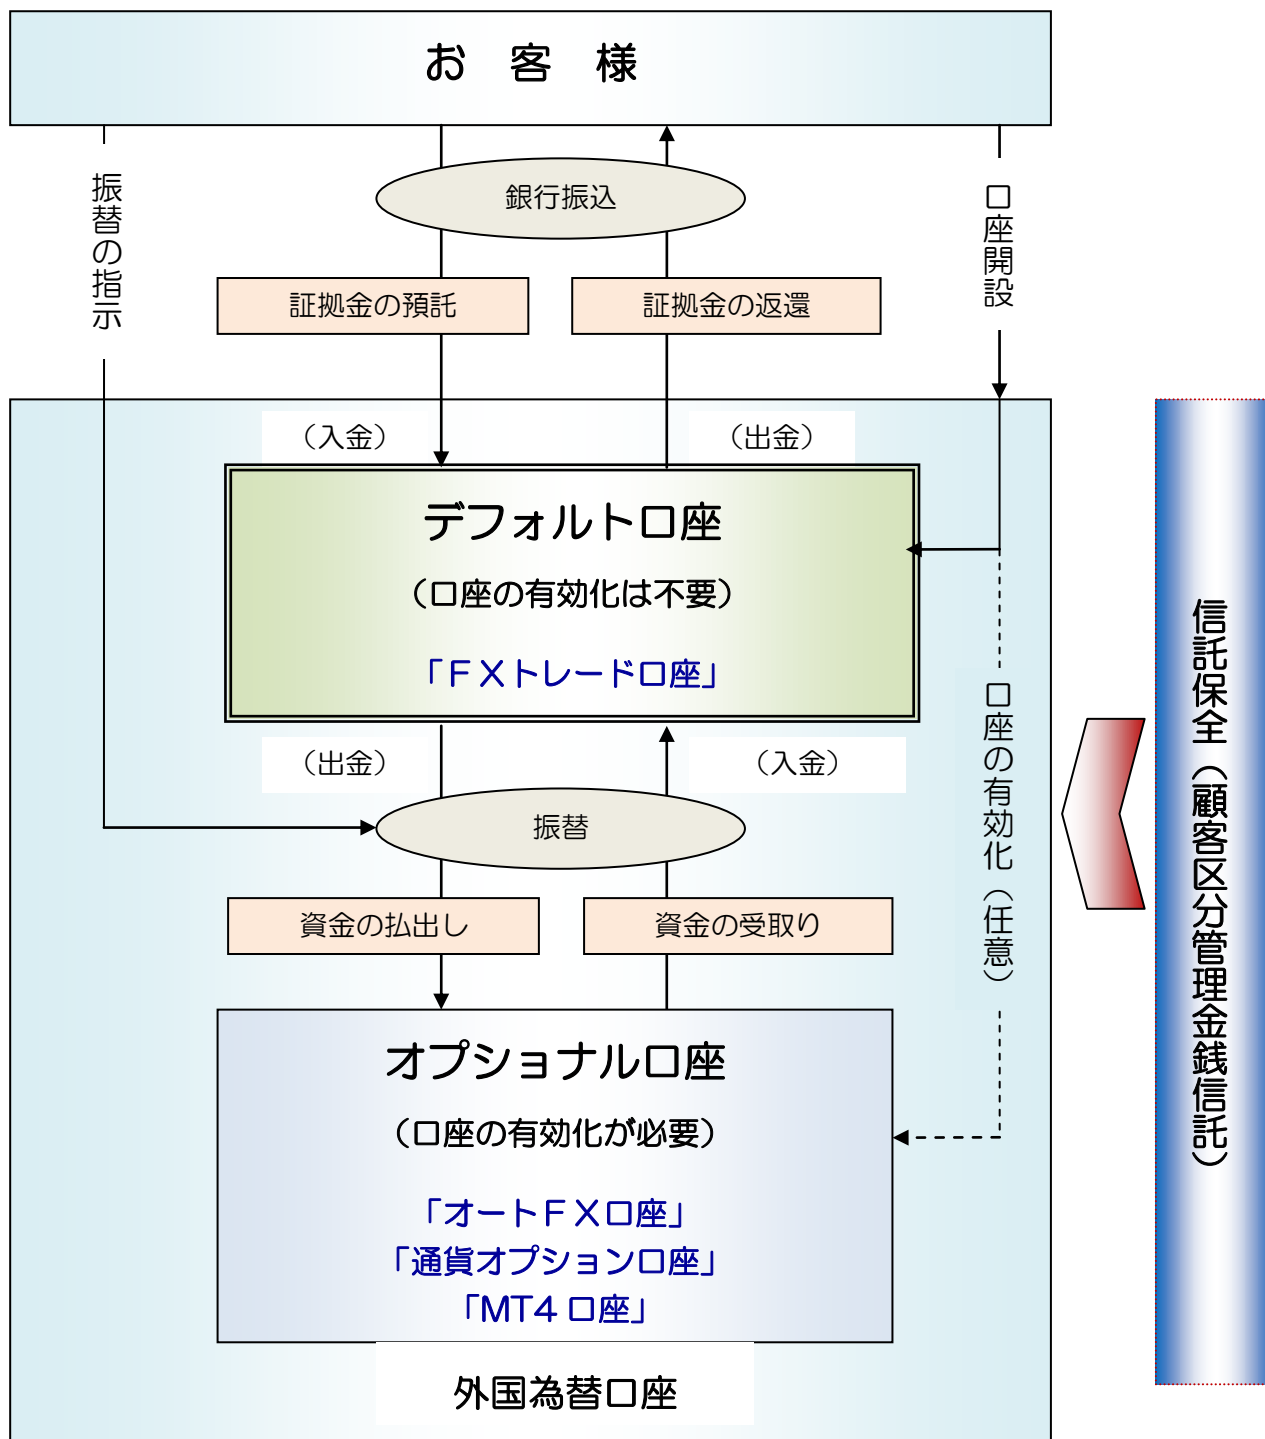 お 客 様
銀行振込
振替の指示
口座開設
証拠金の預託
証拠金の返還
（入金）
（出金）
デフォルト口座
（口座の有効化は不要）
「ＦＸトレード口座」
（出金）
（入金）
口座の有効化（任意）
信託保全（顧客区分管理金銭信託）
振替
資金の払出し
資金の受取り
オプショナル口座
（口座の有効化が必要）
「オートＦＸ口座」
「通貨オプション口座」
「MT4 口座」
外国為替口座